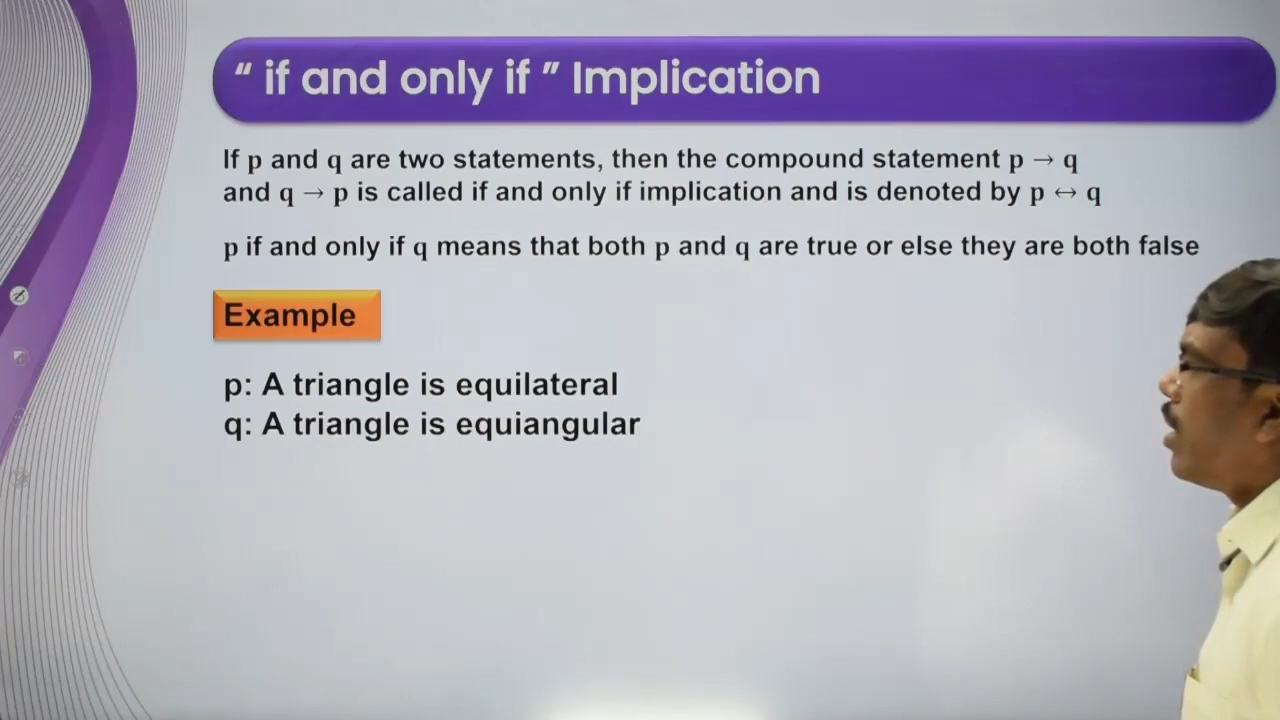 “ if and only if ” Implication
If p and q are two statements, then the compound statement p → q
and q → p is called if and only if implication and is denoted by p ↔ q
p if and only if q means that both p and q are true or else they are both false
Example
p: A triangle is equilateral
q: A triangle is equiangular